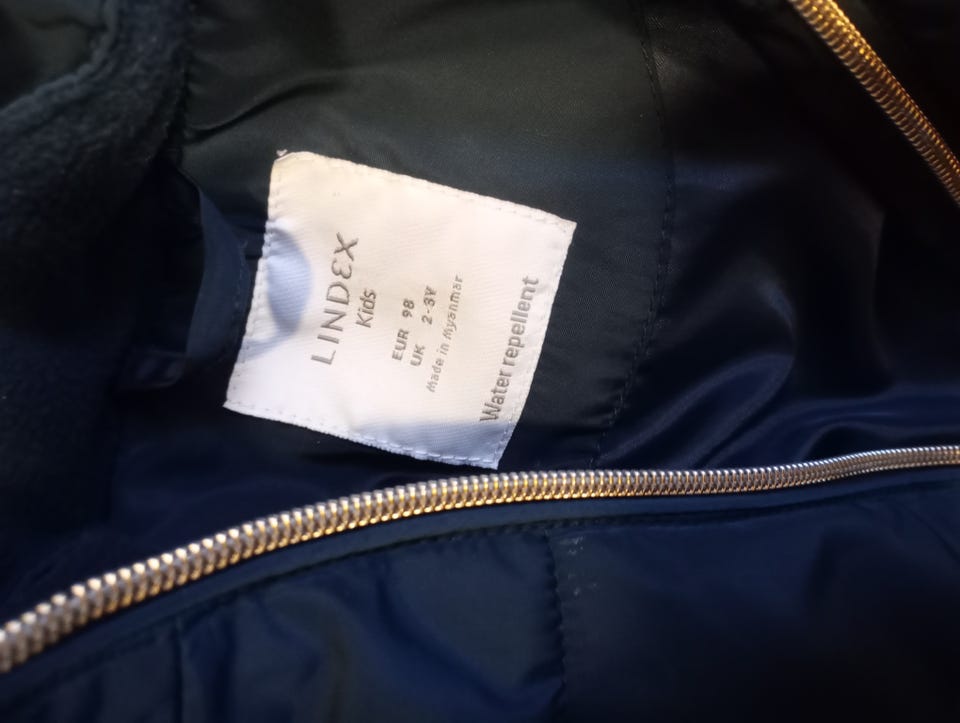 LINDEX
Kids
EUR 98
UK 2-3Y
Made in Myanmar
Water repellent